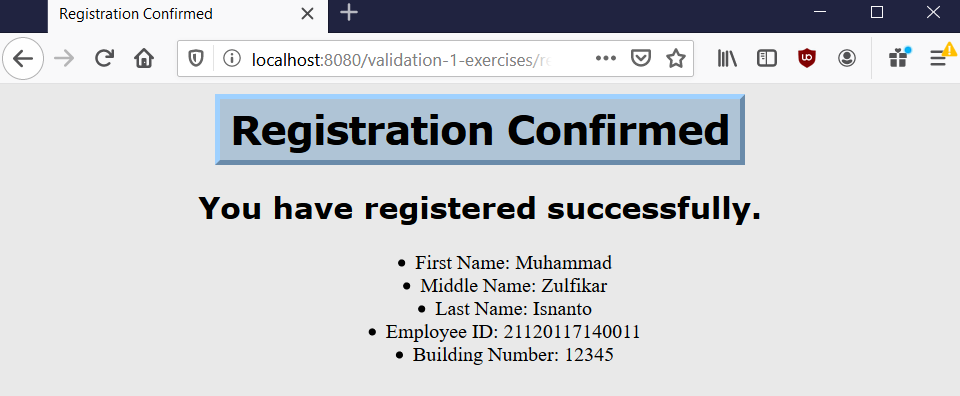 Registration Confirmed
localhost:8080/validation-1-exercises/re
Registration Confirmed
You have registered successfully.
• First Name: Muhammad
• Middle Name: Zulfikar
• Last Name: Isnanto
• Employee ID: 21120117140011
• Building Number: 12345